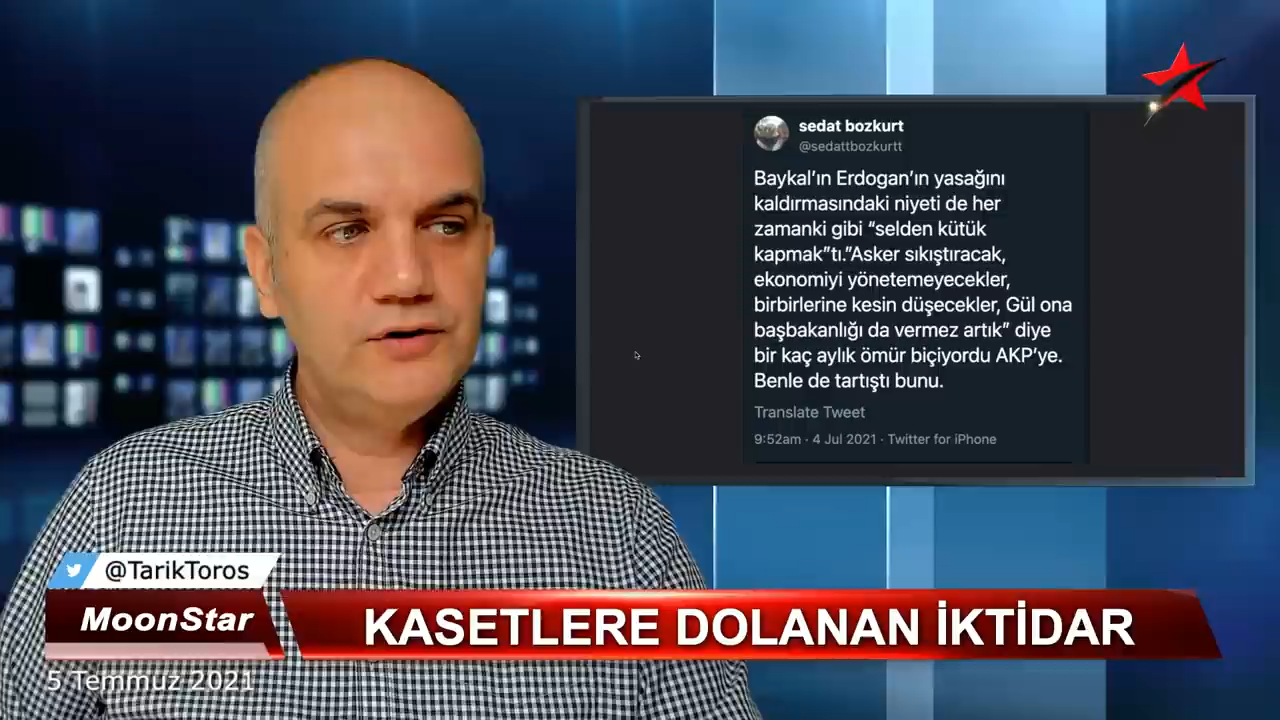 sedat bozkurt
@sedattbozkurtt
Baykal’ın Erdogan’ın yasağını
kaldırmasındaki niyeti de her
zamanki gibi “selden kütük
kapmak”tı.”Asker sıkıştıracak,
ekonomiyi yönetemeyecekler,
birbirlerine kesin düşecekler, Gül ona
başbakanlığı da vermez artık” diye
bir kaç aylık ömür biçiyordu AKP’ye.
Benle de tartıştı bunu.
Translate Tweet
9:52am · 4 Jul 2021 · Twitter for iPhone
@TarikToros
MoonStar
KASETLERE DOLANAN İKTİDAR
5 Temmuz 2021